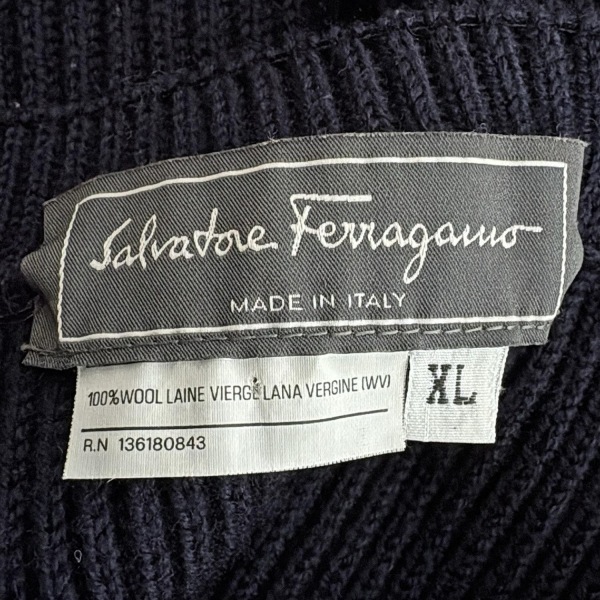 Salvatore Ferragamo
MADE IN ITALY
100%WOOL LAINE VIERGE LANA VERGINE (WV)
R.N 136180843
XL